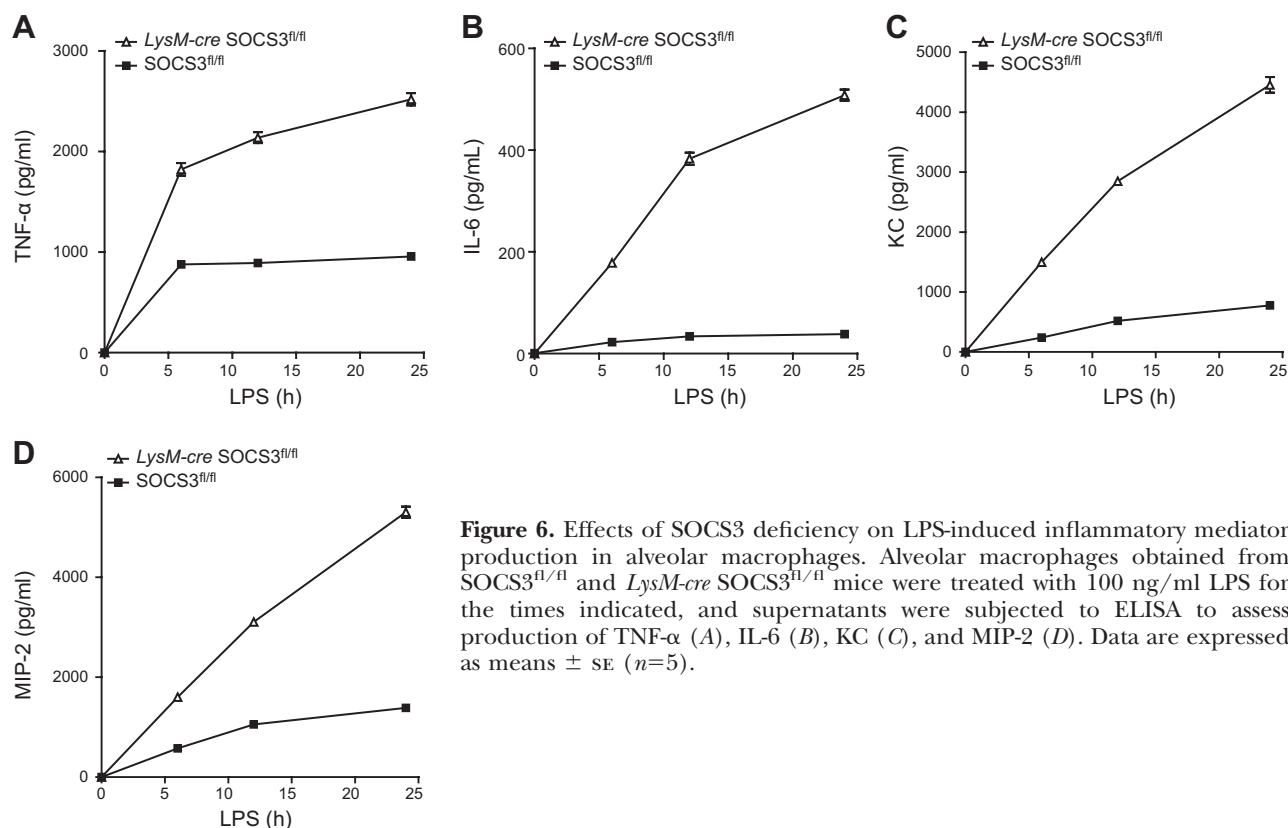 A
LysM-cre SOCS3fl/fl
SOCS3fl/fl
TNF-α (pg/ml)
3000
2000
1000
0
0 5 10 15 20 25
LPS (h)
B
LysM-cre SOCS3fl/fl
SOCS3fl/fl
IL-6 (pg/mL)
600
400
200
0
0 5 10 15 20 25
LPS (h)
C
LysM-cre SOCS3fl/fl
SOCS3fl/fl
KC (pg/ml)
5000
4000
3000
2000
1000
0
0 5 10 15 20 25
LPS (h)
D
LysM-cre SOCS3fl/fl
SOCS3fl/fl
MIP-2 (pg/ml)
6000
4000
2000
0
0 5 10 15 20 25
LPS (h)
Figure 6. Effects of SOCS3 deficiency on LPS-induced inflammatory mediator
production in alveolar macrophages. Alveolar macrophages obtained from
SOCS3fl/fl and LysM-cre SOCS3fl/fl mice were treated with 100 ng/ml LPS for
the times indicated, and supernatants were subjected to ELISA to assess
production of TNF-α (A), IL-6 (B), KC (C), and MIP-2 (D). Data are expressed
as means ± SE (n=5).